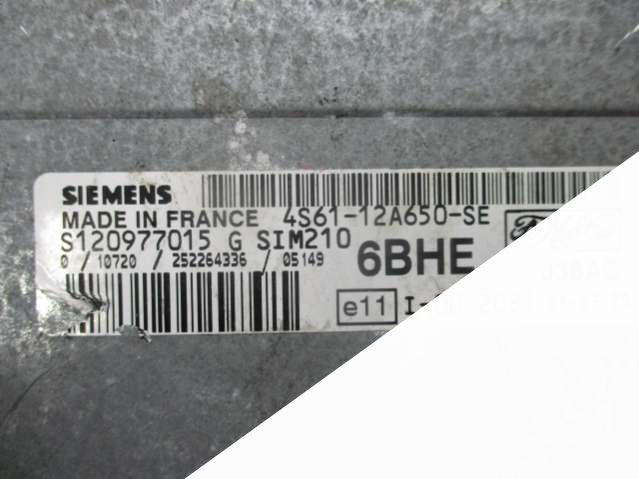 SIEMENS
MADE IN FRANCE 4S61-12A650-SE
S120977015 G SIM210
0 / 10720 / 252264336 / 05149
6BHE
e11 I-